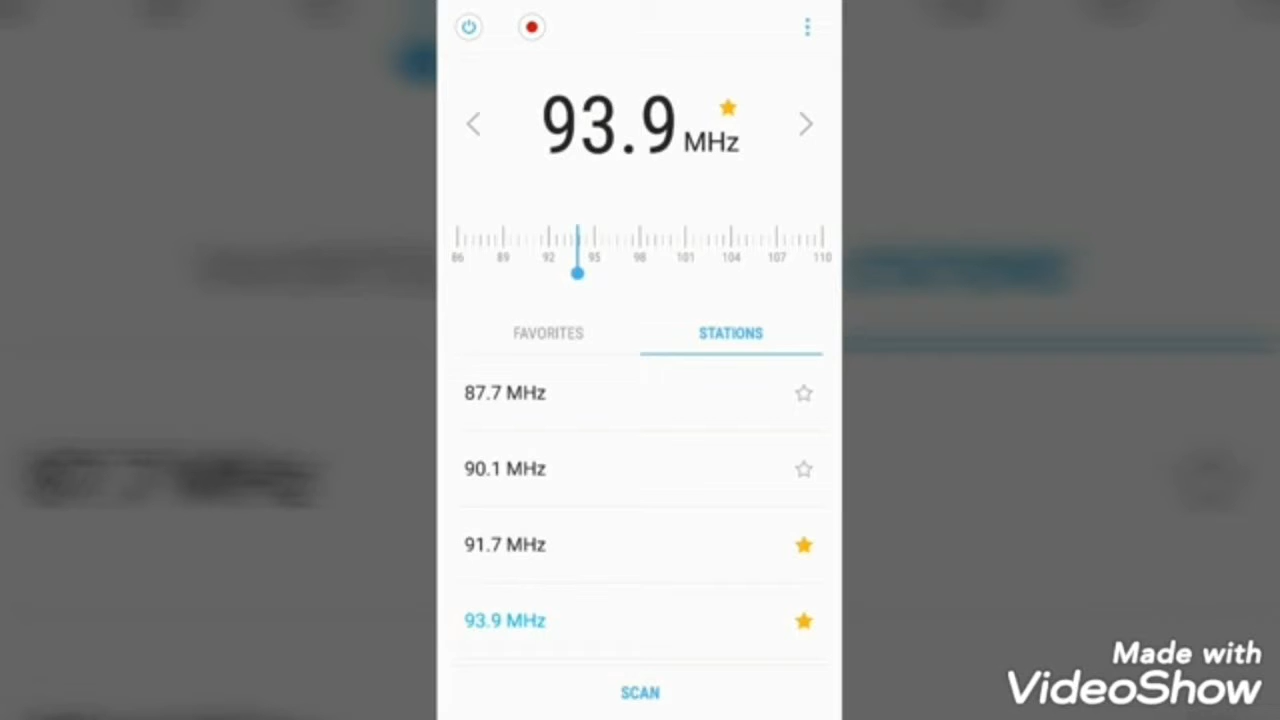 93.9 MHz
86 89 92 95 98 101 104 107 110
FAVORITES STATIONS
87.7 MHz
90.1 MHz
91.7 MHz
93.9 MHz
SCAN
Made with
VideoShow